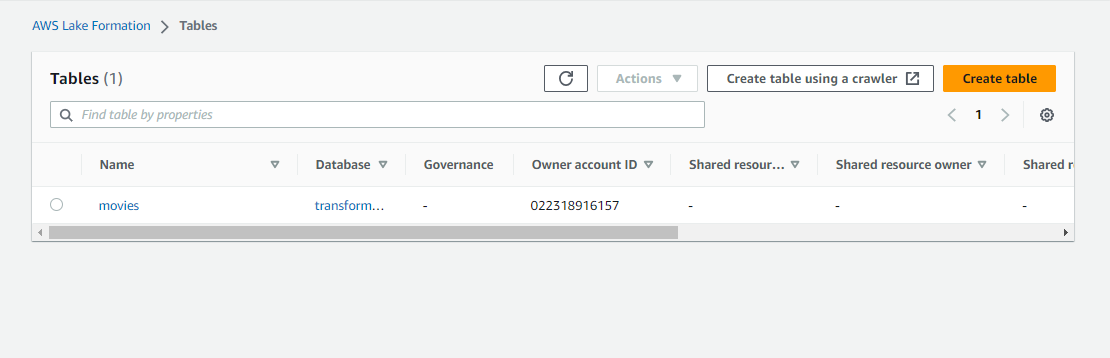 AWS Lake Formation > Tables
Tables (1)
Actions
Create table using a crawler
Create table
Find table by properties
1
Name Database Governance Owner account ID Shared resour... Shared resource owner Shared r
movies transform... - 022318916157 - - -